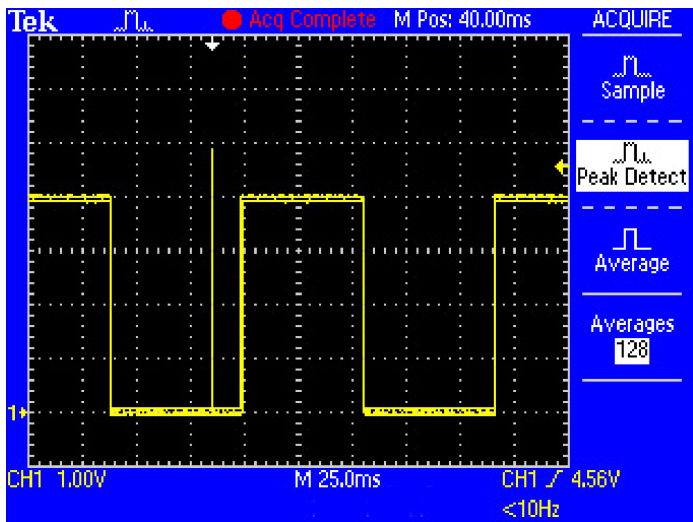 Tek Acq Complete M Pos: 40.00ms ACQUIRE
Sample
Peak Detect
Average
Averages
128
1
CH1 1.00V M 25.0ms CH1 4.56V
<10Hz